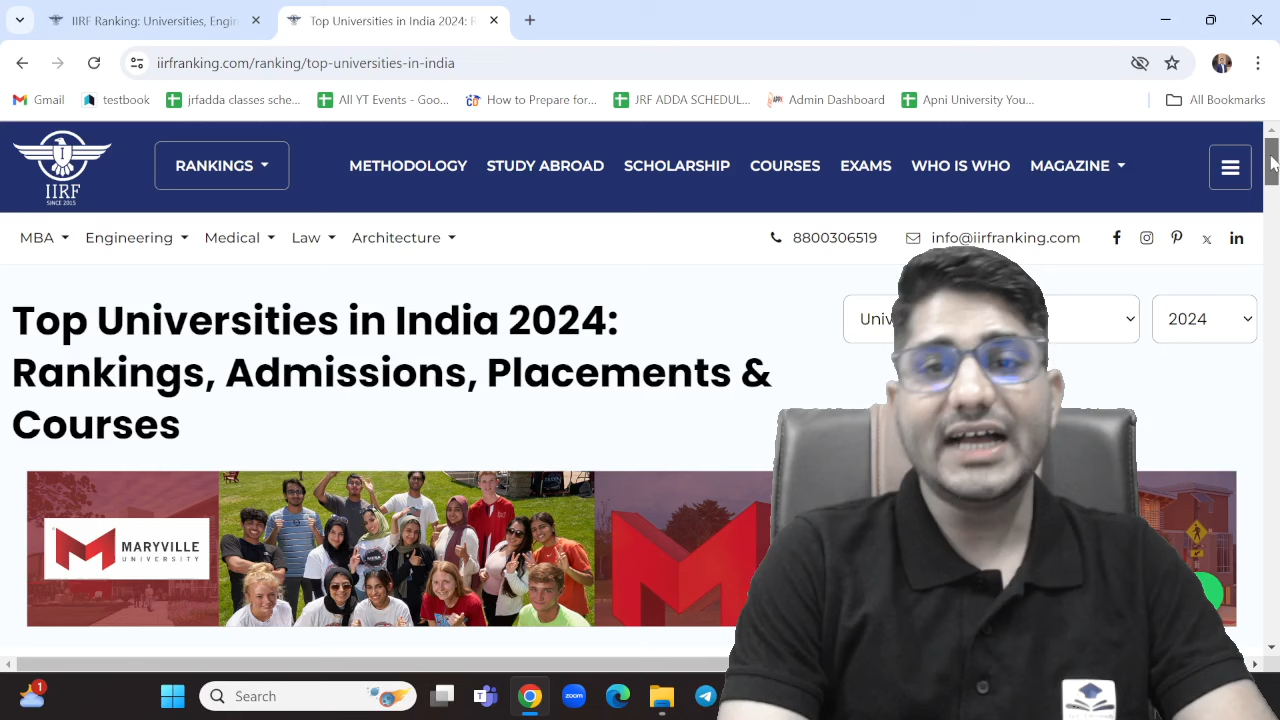 IIRF Ranking: Universities, Engin
Top Universities in India 2024: R
iirfranking.com/ranking/top-universities-in-india
Gmail
testbook
jrfadda classes sche...
All YT Events - Goo...
How to Prepare for...
JRF ADDA SCHEDUL...
Admin Dashboard
Apni University You...
All Bookmarks
IIRF
SINCE 2015
RANKINGS
METHODOLOGY
STUDY ABROAD
SCHOLARSHIP
COURSES
EXAMS
WHO IS WHO
MAGAZINE
MBA
Engineering
Medical
Law
Architecture
8800306519
info@iirfranking.com
Top Universities in India 2024:
Rankings, Admissions, Placements &
Courses
Univ
2024
MARYVILLE
UNIVERSITY
1
Search
zoom